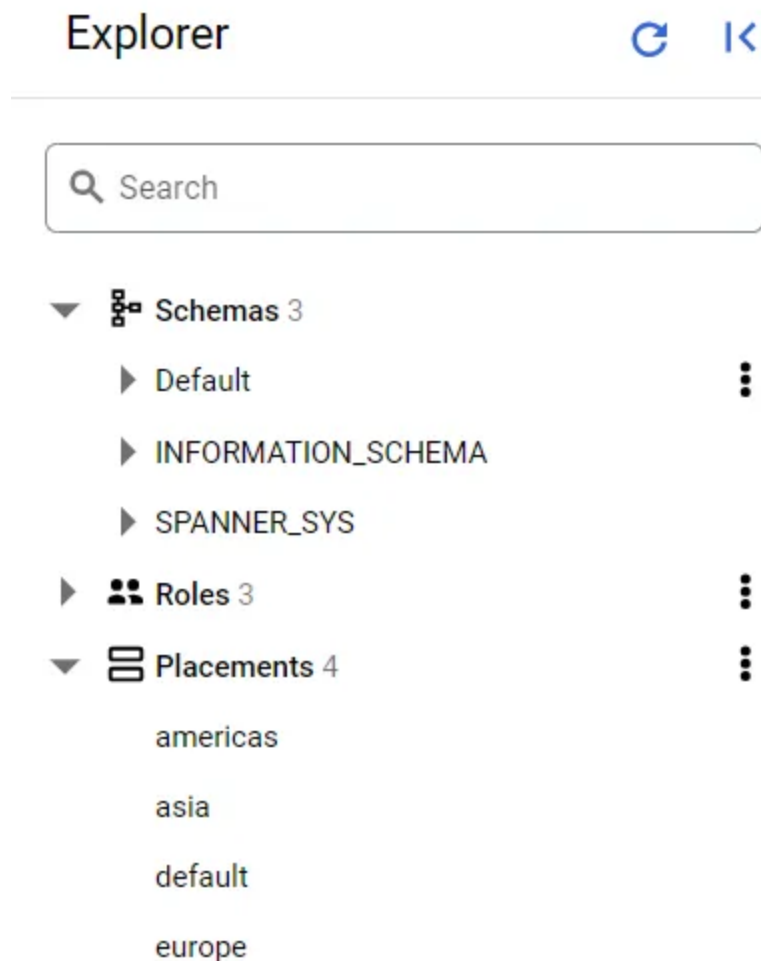 Explorer
Search
Schemas 3
Default
INFORMATION_SCHEMA
SPANNER_SYS
Roles 3
Placements 4
americas
asia
default
europe